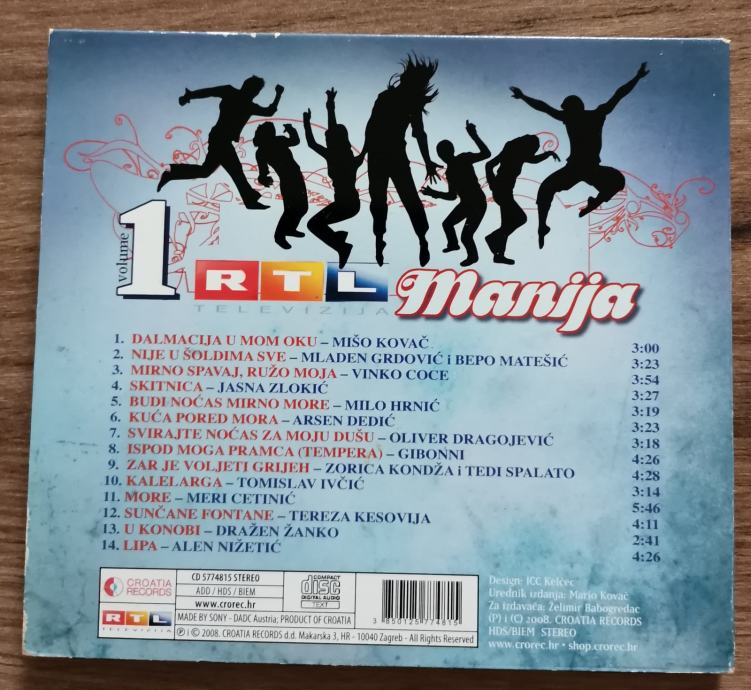 volume 1
RTL Manija
TELEVIZIJA
1. DALMACIJA U MOM OKU – MIŠO KOVAČ 3:00
2. NIJE U ŠOLDIMA SVE – MLADEN GRDOVIĆ i BEPO MATEŠIĆ 3:23
3. MIRNO SPAVAJ, RUŽO MOJA – VINKO COCE 3:54
4. SKITNICA – JASNA ZLOKIĆ 3:27
5. BUDI NOĆAS MIRNO MORE – MILO HRNIĆ 3:19
6. KUĆA PORED MORA – ARSEN DEDIĆ 3:23
7. SVIRAJTE NOĆAS ZA MOJU DUŠU – OLIVER DRAGOJEVIĆ 3:18
8. ISPOD MOGA PRAMCA (TEMPERA) – GIBONNI 4:26
9. ZAR JE VOLJETI GRIJEH – ZORICA KONDŽA i TEDI SPALATO 4:28
10. KALELARGA – TOMISLAV IVČIĆ 3:14
11. MORE – MERI CETINIĆ 5:46
12. SUNČANE FONTANE – TEREZA KESOVIJA 4:11
13. U KONOBI – DRAŽEN ŽANKO 2:41
14. LIPA – ALEN NIŽETIĆ 4:26
CROATIA RECORDS
RTL
TELEVIZIJA
CD 5774815 STEREO
ADD / HDS / BIEM
www.crorec.hr
COMPACT disc DIGITAL AUDIO
TEXT
MADE BY SONY - DADC Austria; PRODUCT OF CROATIA
3 850125 774815
Ⓟ i © 2008. CROATIA RECORDS d.d. Makarska 3, HR - 10040 Zagreb - All Rights Reserved
Design: ICC Kelčec
Urednik izdanja: Mario Kovač
Za izdavača: Želimir Babogredac
(P) i (C) 2008. CROATIA RECORDS
HDS/BIEM STEREO
www.crorec.hr • shop.crorec.hr